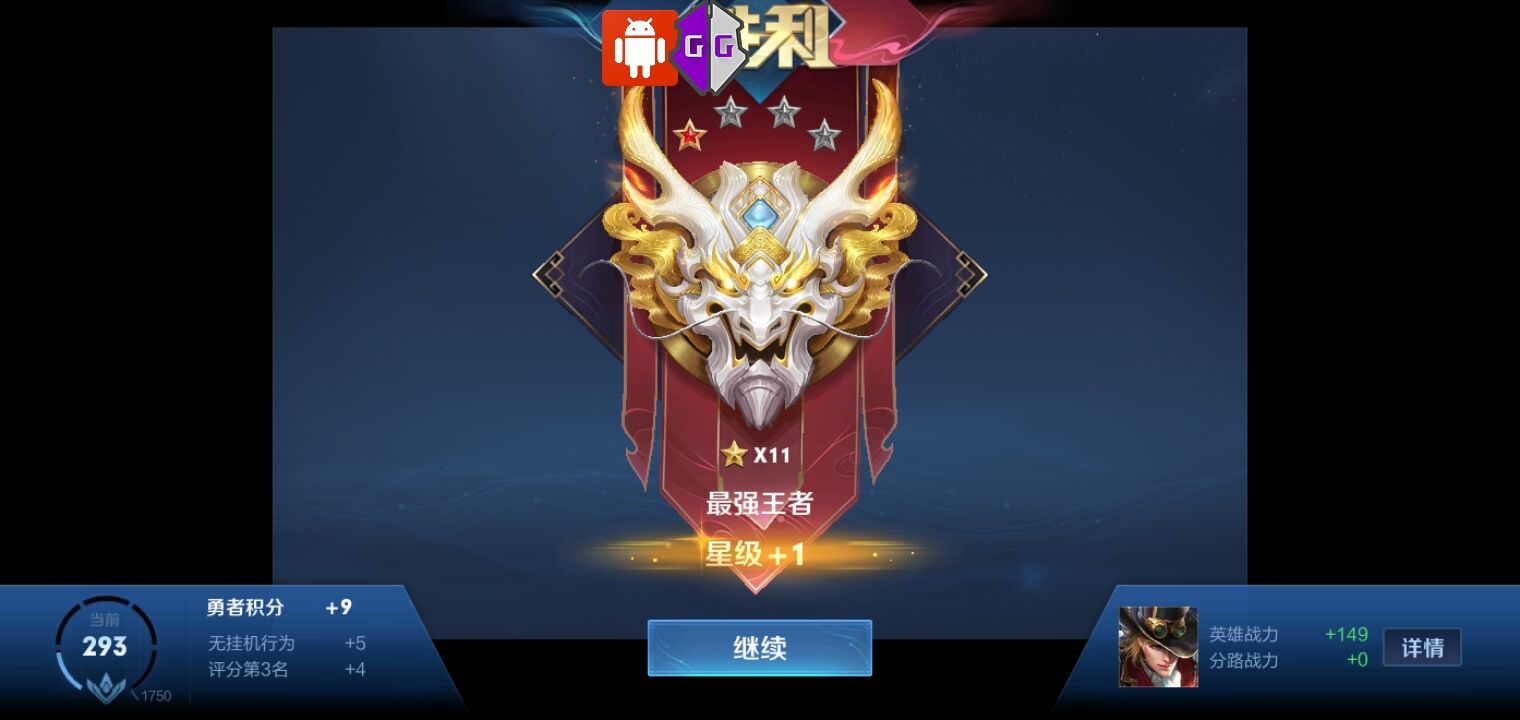 GG
利
X11
最强王者
星级+1
继续
当前
293
1750
勇者积分 +9
无挂机行为 +5
评分第3名 +4
英雄战力 +149
分路战力 +0
详情